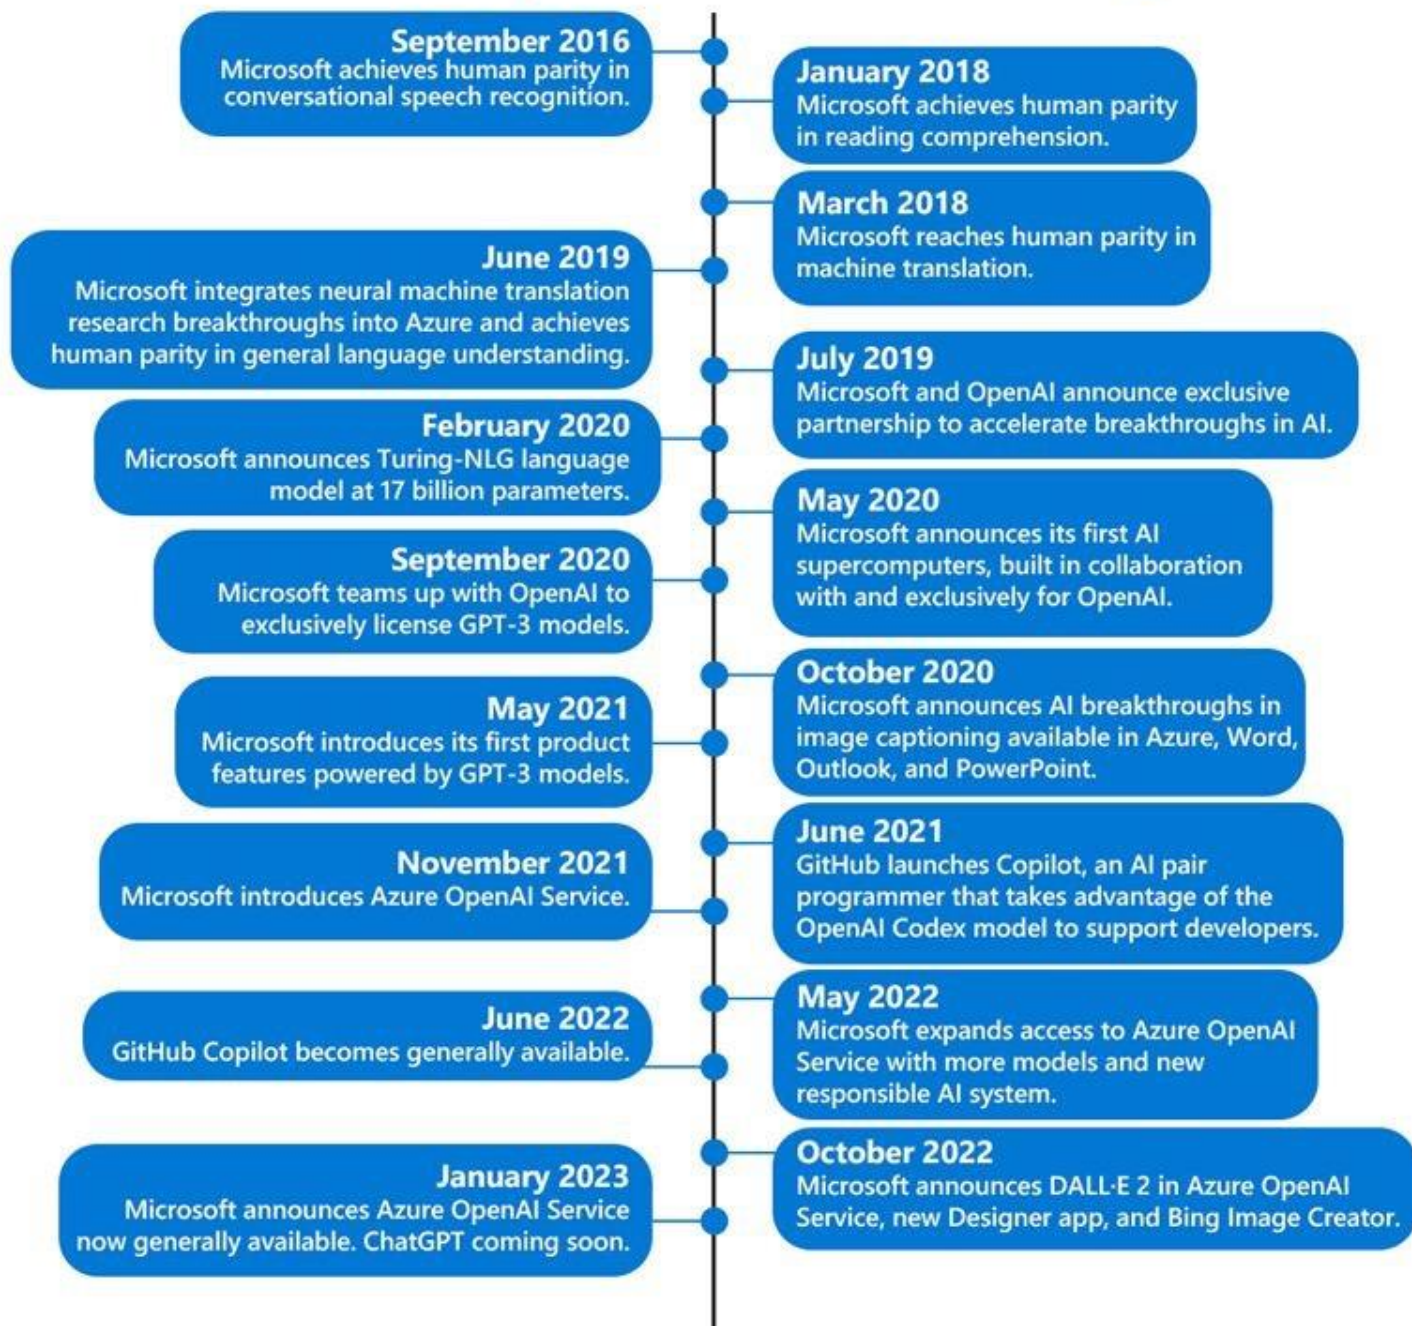 September 2016
Microsoft achieves human parity in
conversational speech recognition.
January 2018
Microsoft achieves human parity
in reading comprehension.
March 2018
Microsoft reaches human parity in
machine translation.
June 2019
Microsoft integrates neural machine translation
research breakthroughs into Azure and achieves
human parity in general language understanding.
July 2019
Microsoft and OpenAI announce exclusive
partnership to accelerate breakthroughs in AI.
February 2020
Microsoft announces Turing-NLG language
model at 17 billion parameters.
May 2020
Microsoft announces its first AI
supercomputers, built in collaboration
with and exclusively for OpenAI.
September 2020
Microsoft teams up with OpenAI to
exclusively license GPT-3 models.
October 2020
Microsoft announces AI breakthroughs in
image captioning available in Azure, Word,
Outlook, and PowerPoint.
May 2021
Microsoft introduces its first product
features powered by GPT-3 models.
June 2021
GitHub launches Copilot, an AI pair
programmer that takes advantage of the
OpenAI Codex model to support developers.
November 2021
Microsoft introduces Azure OpenAI Service.
May 2022
Microsoft expands access to Azure OpenAI
Service with more models and new
responsible AI system.
June 2022
GitHub Copilot becomes generally available.
October 2022
Microsoft announces DALL·E 2 in Azure OpenAI
Service, new Designer app, and Bing Image Creator.
January 2023
Microsoft announces Azure OpenAI Service
now generally available. ChatGPT coming soon.